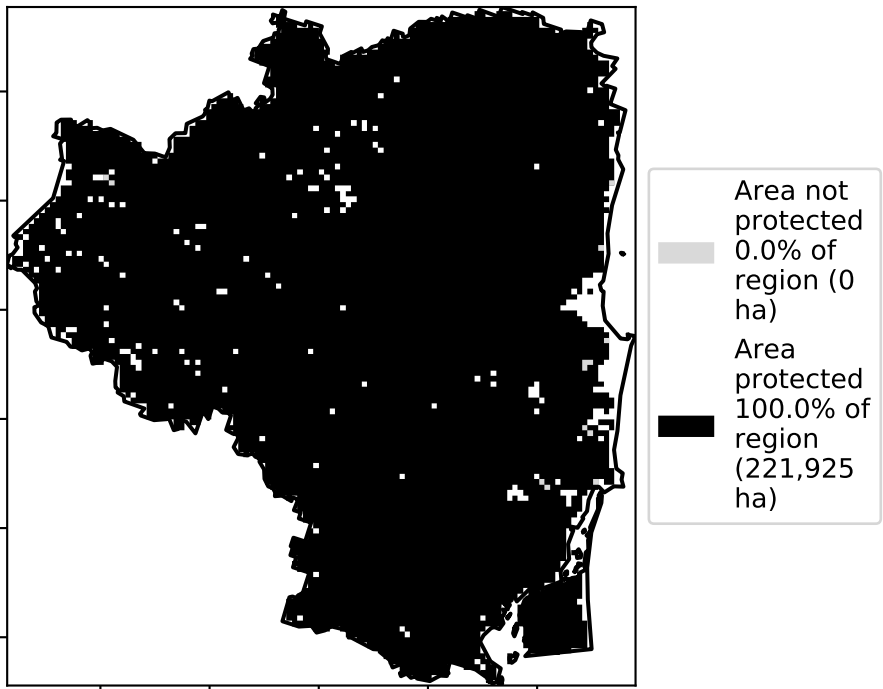 Area not
protected
0.0% of
region (0
ha)
Area
protected
100.0% of
region
(221,925
ha)